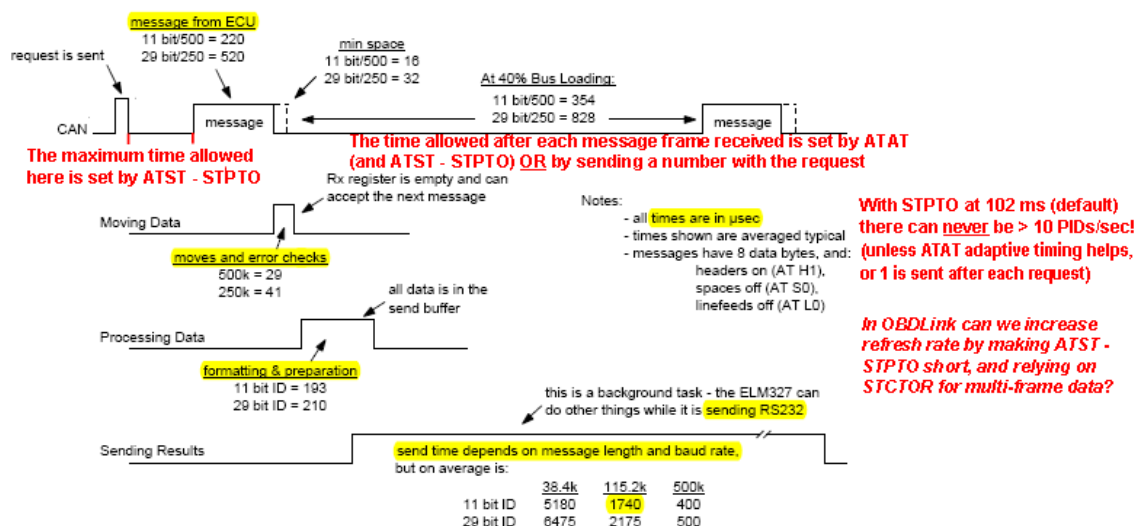 message from ECU
11 bit/500 = 220
29 bit/250 = 520
request is sent
min space
11 bit/500 = 16
29 bit/250 = 32
At 40% Bus Loading:
11 bit/500 = 354
29 bit/250 = 828
CAN
message
message
The maximum time allowed
here is set by ATST - STPTO
The time allowed after each message frame received is set by ATAT
(and ATST - STPTO) OR by sending a number with the request
Rx register is empty and can
accept the next message
Moving Data
moves and error checks
500k = 29
250k = 41
Notes:
- all times are in µsec
- times shown are averaged typical
- messages have 8 data bytes, and:
headers on (AT H1),
spaces off (AT S0),
linefeeds off (AT L0)
With STPTO at 102 ms (default)
there can never be > 10 PIDs/sec!
(unless ATAT adaptive timing helps,
or 1 is sent after each request)
all data is in the
send buffer
Processing Data
formatting & preparation
11 bit ID = 193
29 bit ID = 210
In OBDLink can we increase
refresh rate by making ATST -
STPTO short, and relying on
STCTOR for multi-frame data?
this is a background task - the ELM327 can
do other things while it is sending RS232
Sending Results
send time depends on message length and baud rate,
but on average is:
38.4k 115.2k 500k
11 bit ID 5180 1740 400
29 bit ID 6475 2175 500